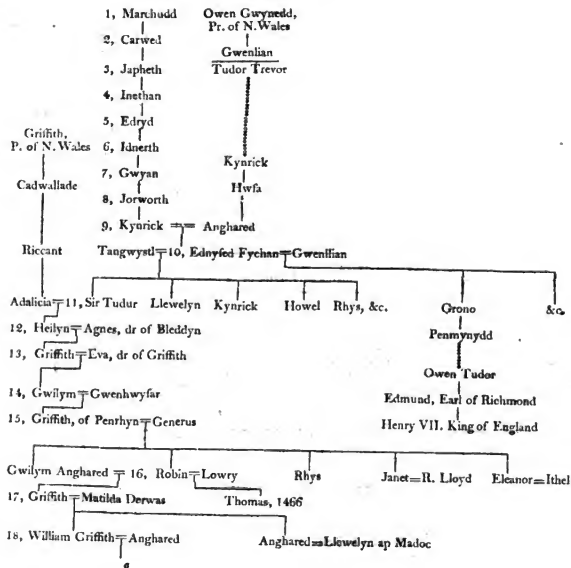 1, Marchudd Owen Gwynedd,
Pr. of N. Wales
2, Carwed
Gwenlian
3, Japheth Tudor Trevor
4, Inethan
5, Edryd
Griffith,
P. of N. Wales 6, Idnerth
Kynrick
7, Gwyan
Cadwallade Hwfa
8, Jorworth
9, Kynrick = Anghared
Riccant Tangwystl=10, Ednyfed Fychan=Gwenllian
Adalicia=11, Sir Tudur Llewelyn Kynrick Howel Rhys, &c. Grono &c.
12, Heilyn=Agnes, dr of Bleddyn Penmynydd
13, Griffith=Eva, dr of Griffith
Owen Tudor
14, Gwilym=Gwenhwyfar Edmund, Earl of Richmond
15, Griffith, of Penrhyn=Generus Henry VII. King of England
Gwilym Anghared=16, Robin=Lowry Rhys Janet=R. Lloyd Eleanor=Ithel
17, Griffith=Matilda Derwas Thomas, 1466
18, William Griffith=Anghared Anghared=Llewelyn ap Madoc
a